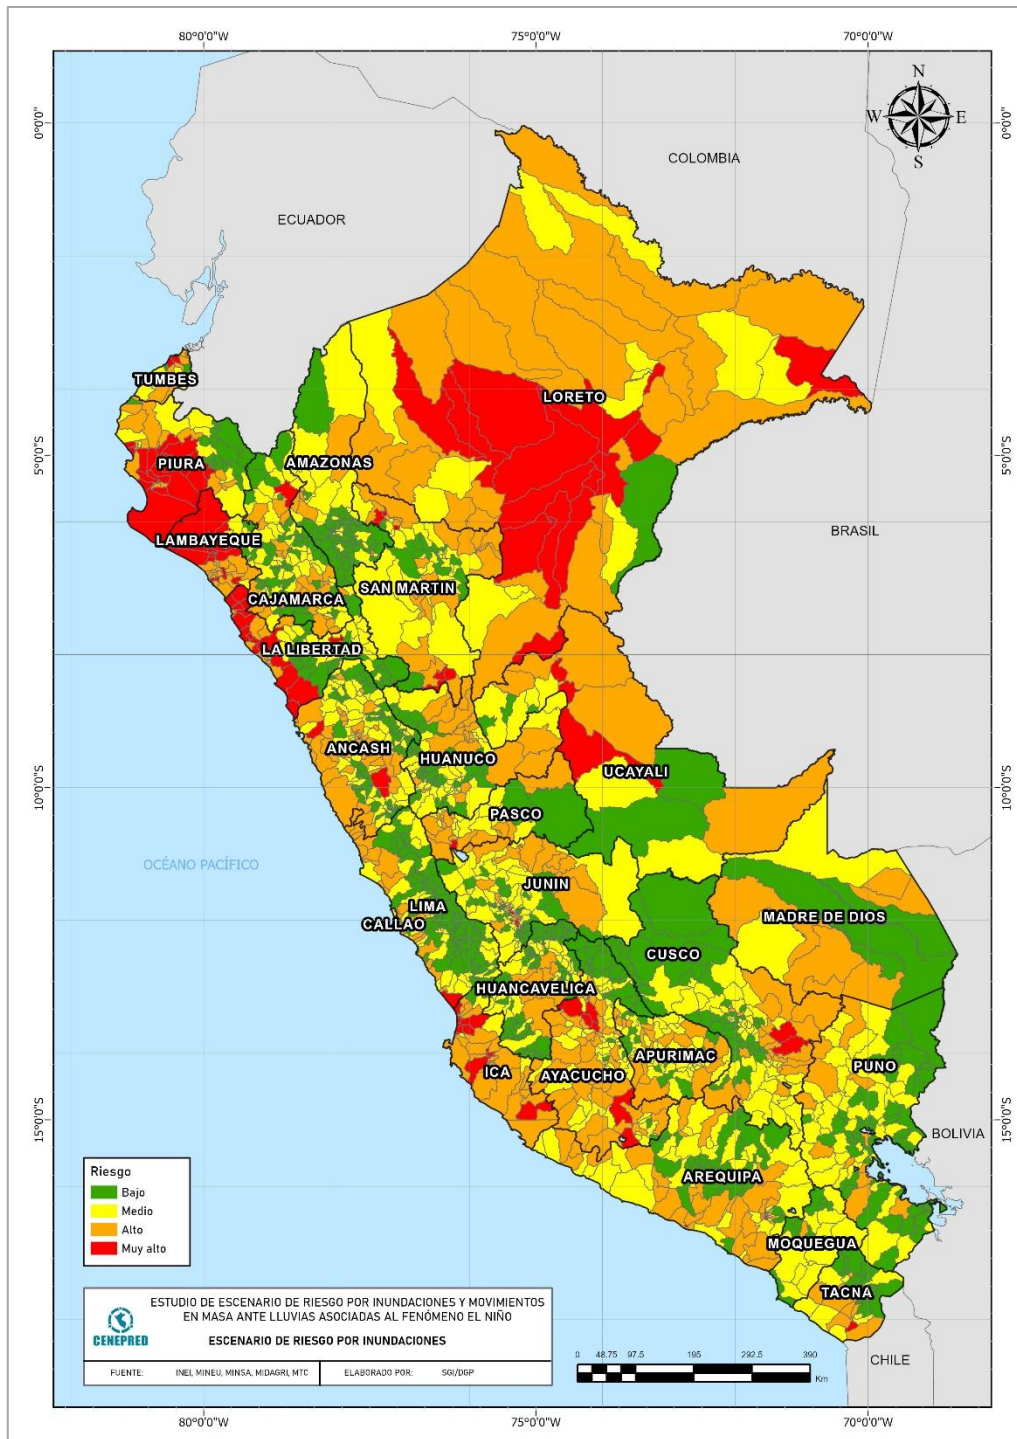 80°0'0"W 75°0'0"W 70°0'0"W
0°0'0" 0°0'0"
N
W E
S
COLOMBIA
ECUADOR
TUMBES
LORETO
5°0'0"S 5°0'0"S
PIURA
AMAZONAS
BRASIL
LAMBAYEQUE
SAN MARTIN
CAJAMARCA
LA LIBERTAD
ANCASH
HUANUCO
UCAYALI
10°0'0"S 10°0'0"S
PASCO
OCÉANO PACÍFICO
JUNIN
LIMA
CALLAO
MADRE DE DIOS
CUSCO
HUANCAVELICA
APURIMAC
ICA
AYACUCHO
PUNO
15°0'0"S 15°0'0"S
BOLIVIA
AREQUIPA
MOQUEGUA
TACNA
CHILE
Riesgo
Bajo
Medio
Alto
Muy alto
CENEPRED
ESTUDIO DE ESCENARIO DE RIESGO POR INUNDACIONES Y MOVIMIENTOS
EN MASA ANTE LLUVIAS ASOCIADAS AL FENÓMENO EL NIÑO
ESCENARIO DE RIESGO POR INUNDACIONES
FUENTE: INEI, MINEU, MINSA, MIDAGRI, MTC ELABORADO POR: SGI/DGP
0 48.75 97.5 195 292.5 390
Km
80°0'0"W 75°0'0"W 70°0'0"W